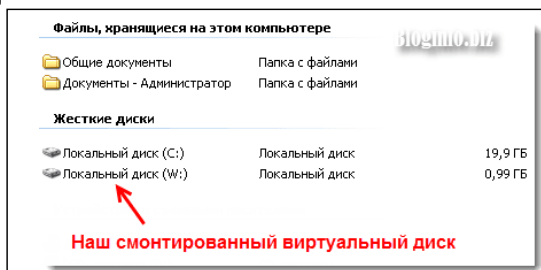 Файлы, хранящиеся на этом компьютере
Bloginfo.biz
Общие документы Папка с файлами
Документы - Администратор Папка с файлами
Жесткие диски
Локальный диск (C:) Локальный диск 19,9 ГБ
Локальный диск (W:) Локальный диск 0,99 ГБ
Наш смонтированный виртуальный диск